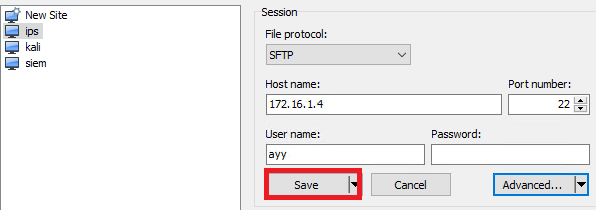 New Site
ips
kali
siem
Session
File protocol:
SFTP
Host name:
Port number:
172.16.1.4
22
User name:
Password:
ayy
Save
Cancel
Advanced...